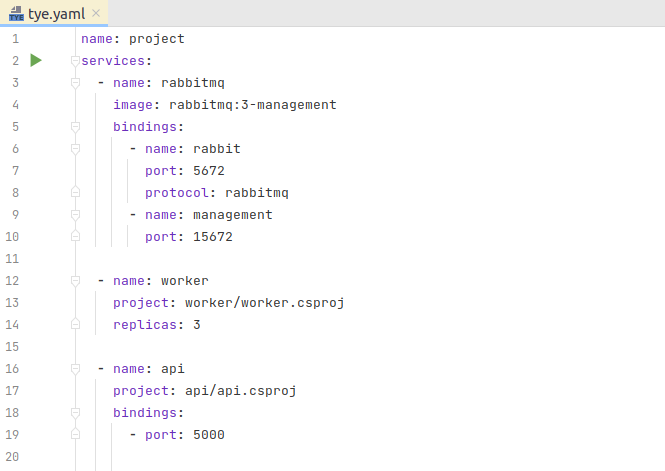 TYE tye.yaml
1 name: project
2 services:
3   - name: rabbitmq
4     image: rabbitmq:3-management
5     bindings:
6       - name: rabbit
7         port: 5672
8         protocol: rabbitmq
9       - name: management
10         port: 15672
11
12   - name: worker
13     project: worker/worker.csproj
14     replicas: 3
15
16   - name: api
17     project: api/api.csproj
18     bindings:
19       - port: 5000
20